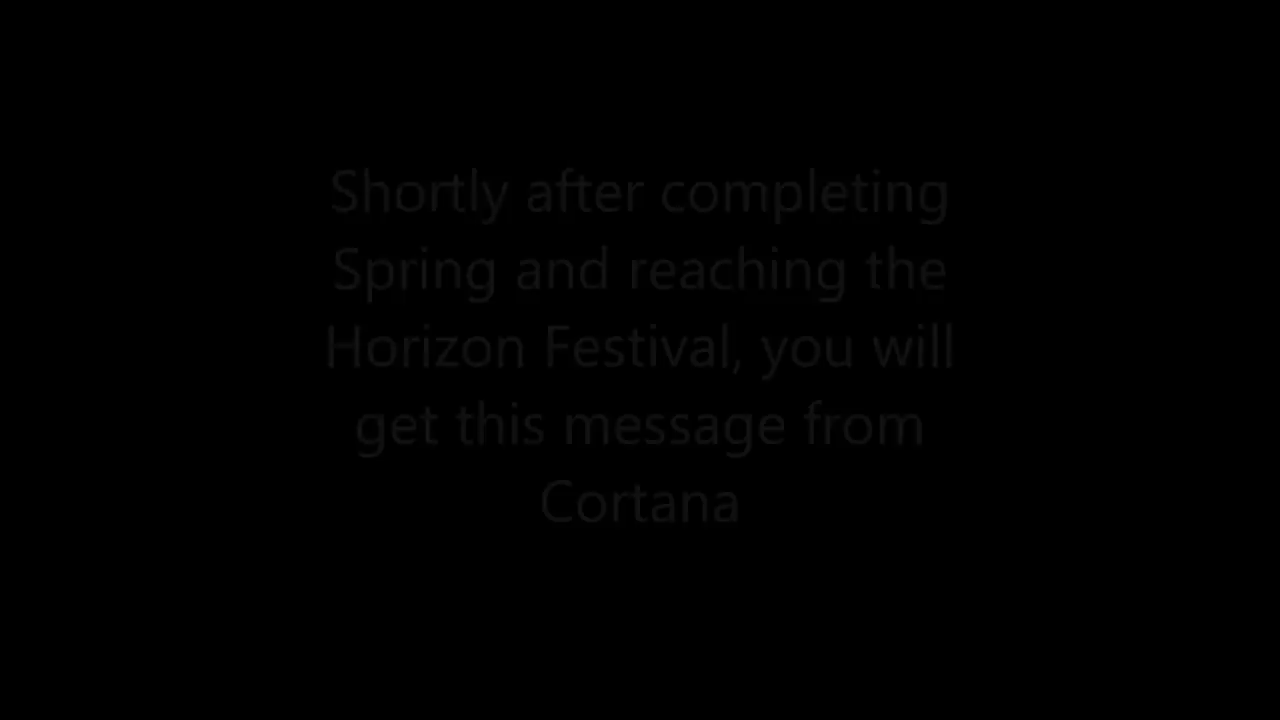 Shortly after completing
Spring and reaching the
Horizon Festival, you will
get this message from
Cortana